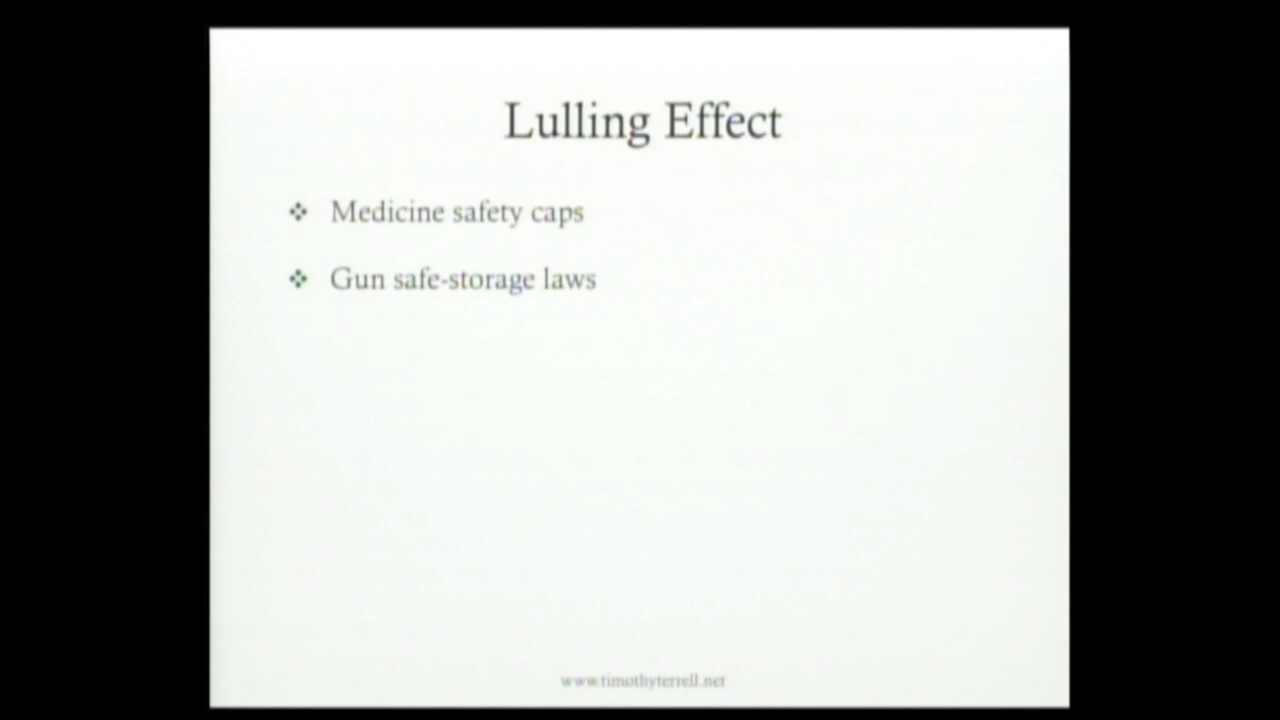 Lulling Effect
Medicine safety caps
Gun safe-storage laws
www.timothyterrell.net